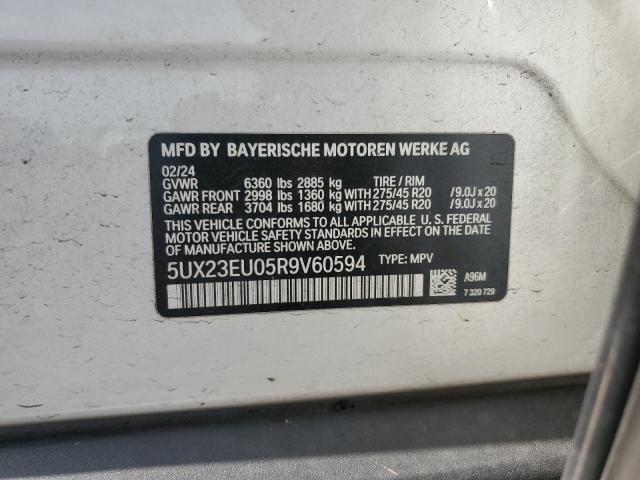 MFD BY BAYERISCHE MOTOREN WERKE AG
02/24
GVWR 6360 lbs 2885 kg TIRE / RIM
GAWR FRONT 2998 lbs 1360 kg WITH 275/45 R20 /9.0J x 20
GAWR REAR 3704 lbs 1680 kg WITH 275/45 R20 /9.0J x 20
THIS VEHICLE CONFORMS TO ALL APPLICABLE U.S. FEDERAL
MOTOR VEHICLE SAFETY STANDARDS IN EFFECT ON THE
DATE OF MANUFACTURE SHOWN ABOVE.
5UX23EU05R9V60594 TYPE: MPV
A96M
7 320 729